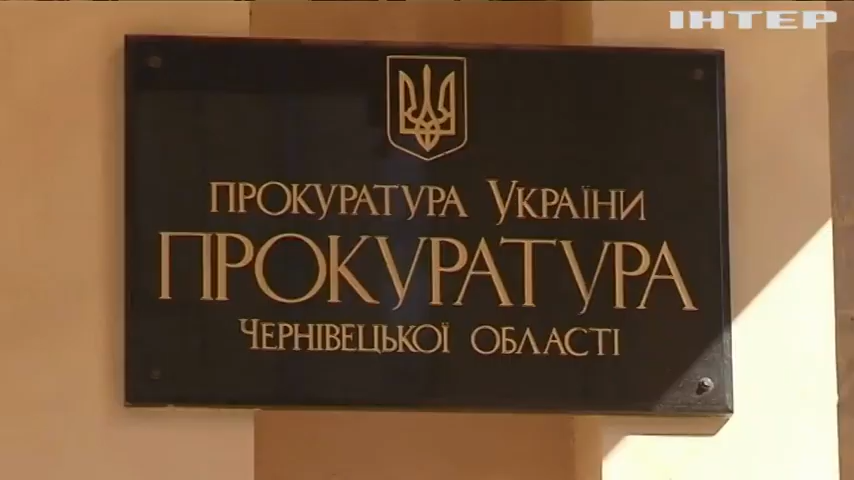 ІНТЕР
ПРОКУРАТУРА УКРАЇНИ
ПРОКУРАТУРА
ЧЕРНІВЕЦЬКОЇ ОБЛАСТІ